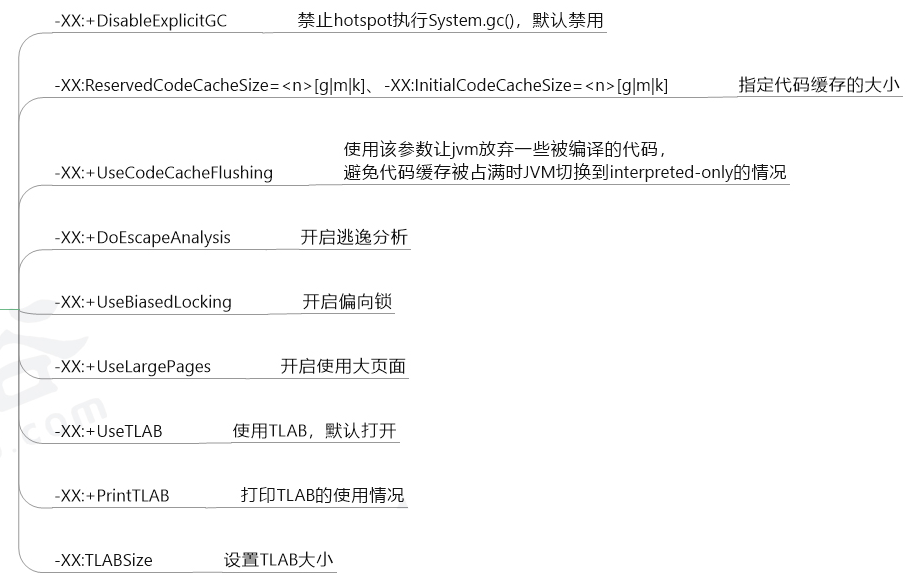 -XX:+DisableExplicitGC 禁止hotspot执行System.gc()，默认禁用
-XX:ReservedCodeCacheSize=<n>[g|m|k]、-XX:InitialCodeCacheSize=<n>[g|m|k] 指定代码缓存的大小
使用该参数让jvm放弃一些被编译的代码，
-XX:+UseCodeCacheFlushing 避免代码缓存被占满时JVM切换到interpreted-only的情况
-XX:+DoEscapeAnalysis 开启逃逸分析
-XX:+UseBiasedLocking 开启偏向锁
-XX:+UseLargePages 开启使用大页面
-XX:+UseTLAB 使用TLAB，默认打开
-XX:+PrintTLAB 打印TLAB的使用情况
-XX:TLABSize 设置TLAB大小
谷
.com